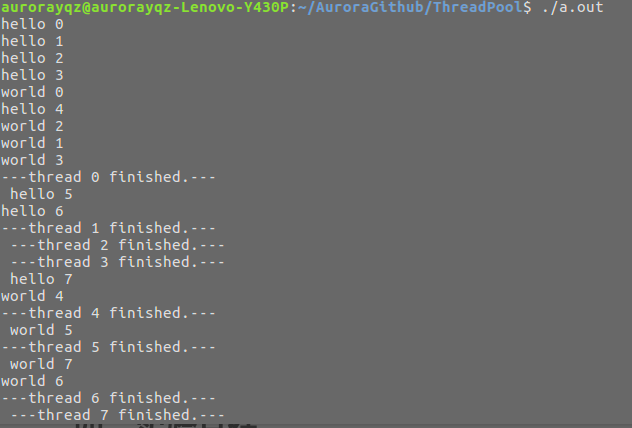 aurorayqz@aurorayqz-Lenovo-Y430P:~/AuroraGithub/ThreadPool$ ./a.out
hello 0
hello 1
hello 2
hello 3
world 0
hello 4
world 2
world 1
world 3
---thread 0 finished.---
 hello 5
hello 6
---thread 1 finished.---
 ---thread 2 finished.---
 ---thread 3 finished.---
 hello 7
world 4
---thread 4 finished.---
 world 5
---thread 5 finished.---
 world 7
world 6
---thread 6 finished.---
 ---thread 7 finished.---